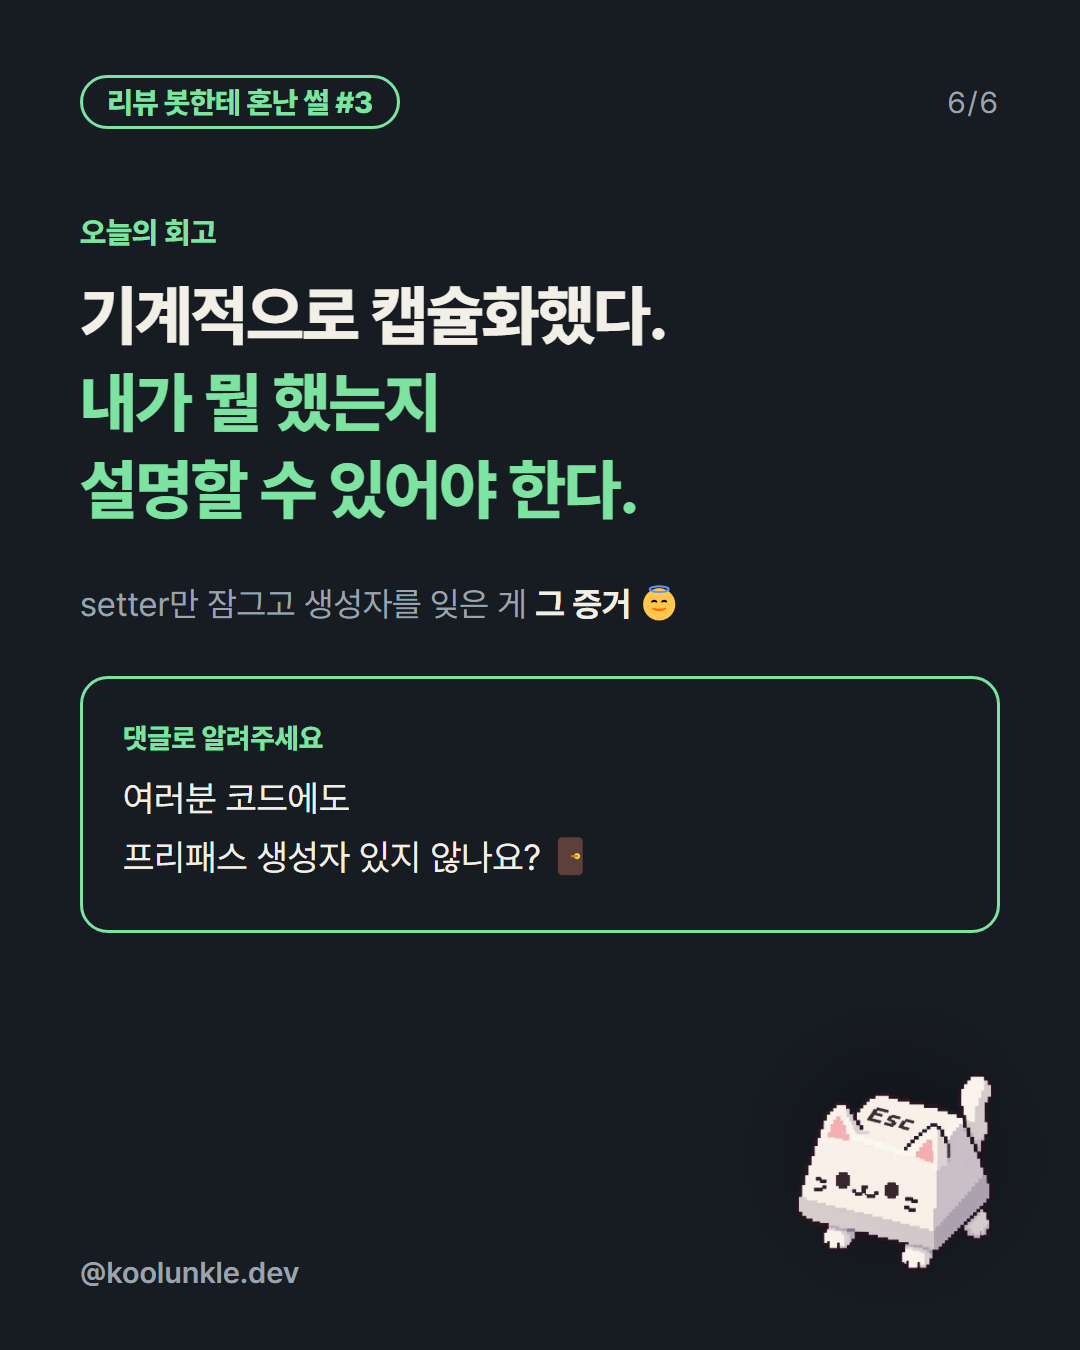 리뷰 봇한테 혼난 썰 #3
6/6
오늘의 회고
기계적으로 캡슐화했다.
내가 뭘 했는지
설명할 수 있어야 한다.
setter만 잠그고 생성자를 잊은 게 그 증거 😇
댓글로 알려주세요
여러분 코드에도
프리패스 생성자 있지 않나요? 🚪
Esc
@koolunkle.dev